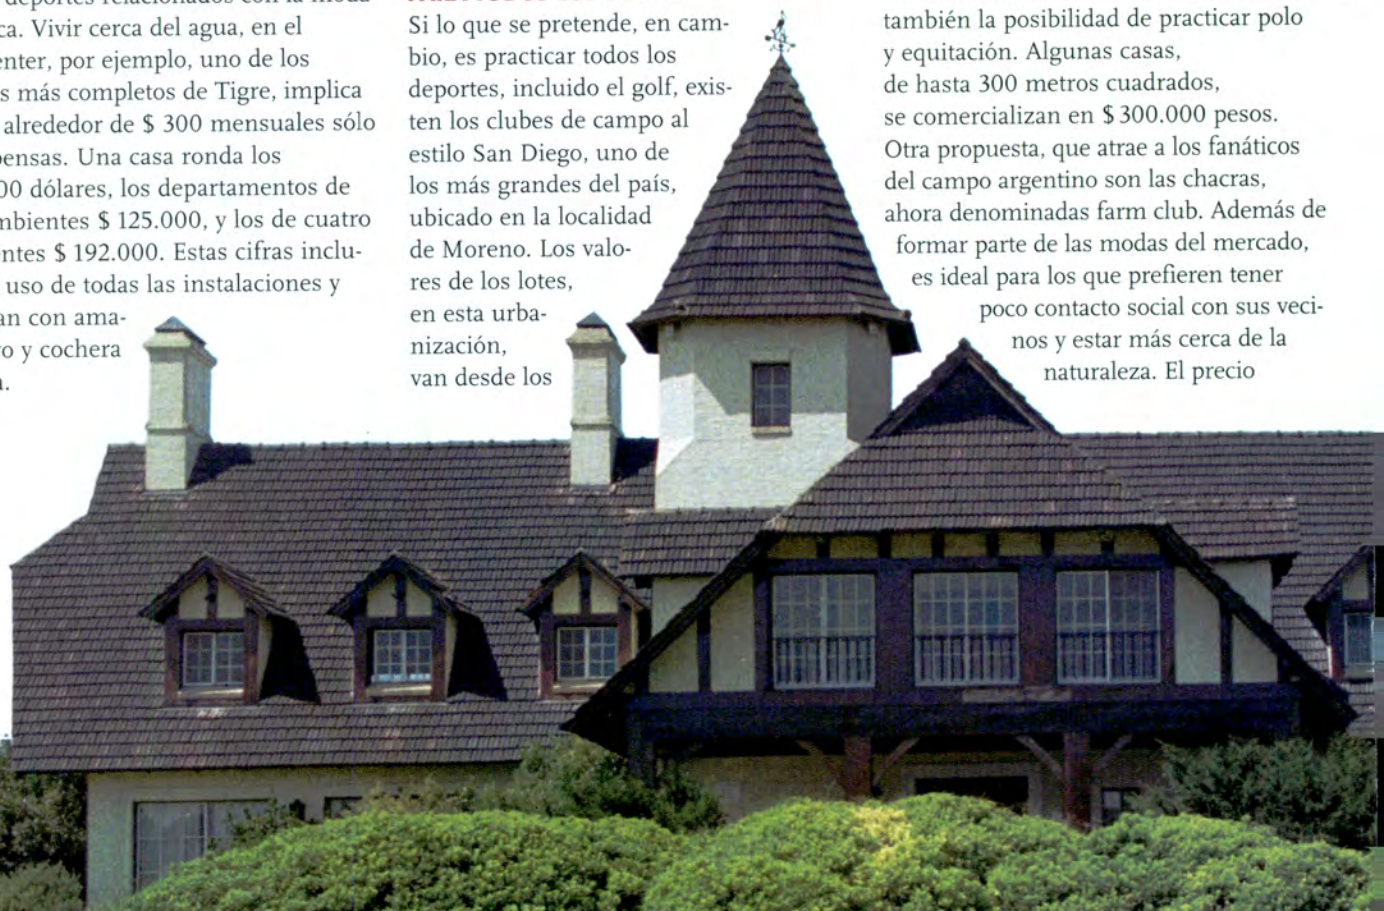 deportes relacionados con la moda
Vivir cerca del agua, en el
por ejemplo, uno de los
más completos de Tigre, implica
alrededor de $ 300 mensuales sólo
Una casa ronda los
dólares, los departamentos de
$ 125.000, y los de cuatro
$ 192.000. Estas cifras inclu-
uso de todas las instalaciones y
con ama-
y cochera
Si lo que se pretende, en cam-
bio, es practicar todos los
deportes, incluido el golf, exis-
ten los clubes de campo al
estilo San Diego, uno de
los más grandes del país,
ubicado en la localidad
de Moreno. Los valo-
res de los lotes,
en esta urba-
nización,
van desde los
también la posibilidad de practicar polo
y equitación. Algunas casas,
de hasta 300 metros cuadrados,
se comercializan en $ 300.000 pesos.
Otra propuesta, que atrae a los fanáticos
del campo argentino son las chacras,
ahora denominadas farm club. Además de
formar parte de las modas del mercado,
es ideal para los que prefieren tener
poco contacto social con sus veci-
nos y estar más cerca de la
naturaleza. El precio